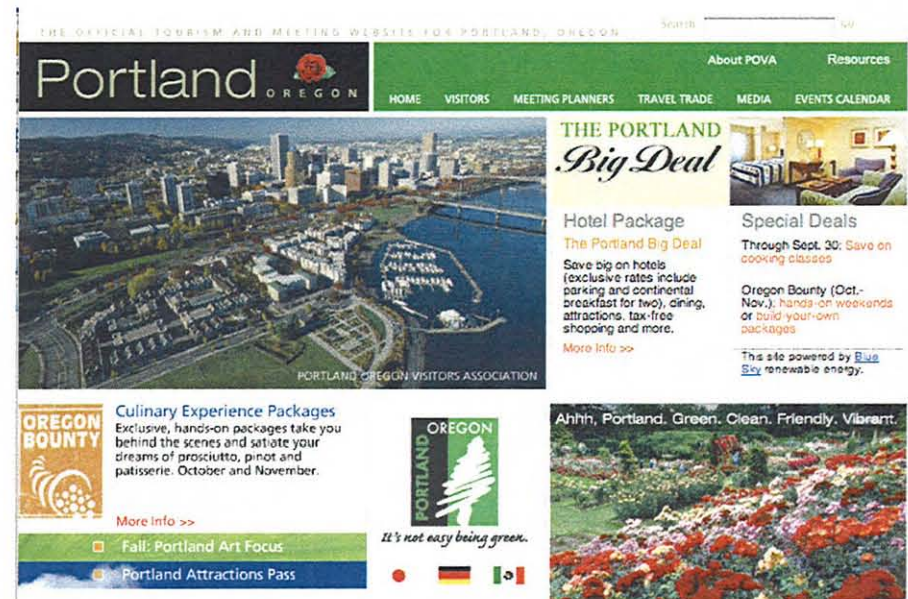 Search
THE OFFICIAL TOURISM AND MEETING WEBSITE FOR PORTLAND, OREGON
Portland OREGON
About POVA Resources
HOME VISITORS MEETING PLANNERS TRAVEL TRADE MEDIA EVENTS CALENDAR
THE PORTLAND
Big Deal
Hotel Package
The Portland Big Deal
Save big on hotels
(exclusive rates include
parking and continental
breakfast for two), dining,
attractions, tax-free
shopping and more.
More Info >>
Special Deals
Through Sept. 30: Save on
cooking classes
Oregon Bounty (Oct.-
Nov.): hands-on weekends
or build-your-own
packages
This site powered by Blue
Sky renewable energy.
PORTLAND OREGON VISITORS ASSOCIATION
OREGON
BOUNTY
Culinary Experience Packages
Exclusive, hands-on packages take you
behind the scenes and satiate your
dreams of prosciutto, pinot and
patisserie. October and November.
More Info >>
Fall: Portland Art Focus
Portland Attractions Pass
OREGON
PORTLAND
It's not easy being green.
Ahhh, Portland. Green. Clean. Friendly. Vibrant.